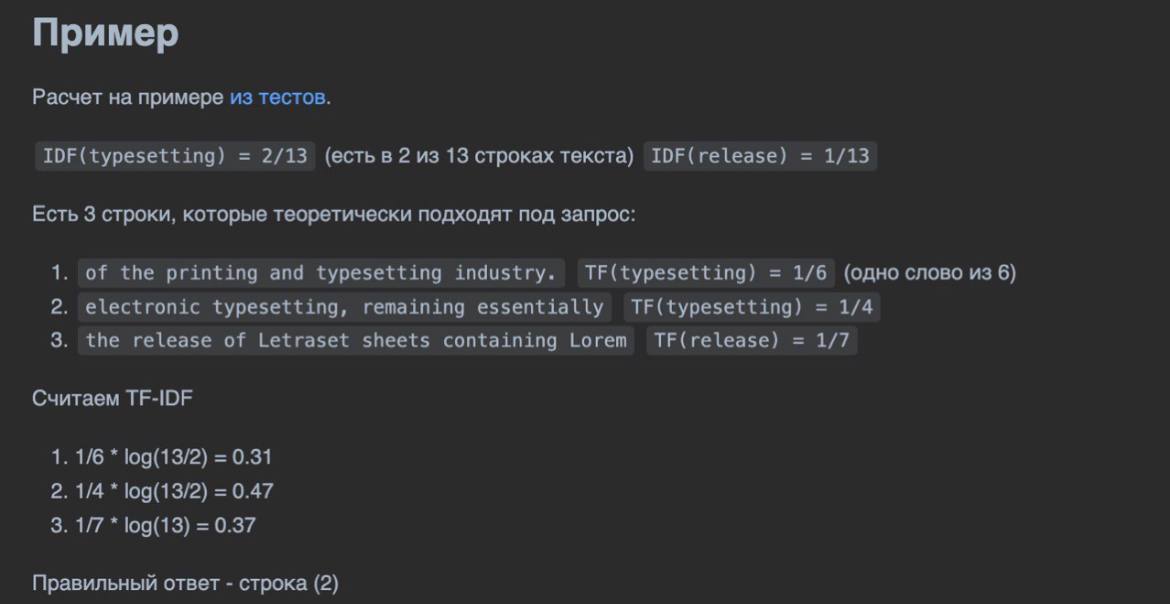 Пример
Расчет на примере из тестов.
IDF(typesetting) = 2/13 (есть в 2 из 13 строках текста) IDF(release) = 1/13
Есть 3 строки, которые теоретически подходят под запрос:
1. of the printing and typesetting industry. TF(typesetting) = 1/6 (одно слово из 6)
2. electronic typesetting, remaining essentially TF(typesetting) = 1/4
3. the release of Letraset sheets containing Lorem TF(release) = 1/7
Считаем TF-IDF
1. 1/6 * log(13/2) = 0.31
2. 1/4 * log(13/2) = 0.47
3. 1/7 * log(13) = 0.37
Правильный ответ - строка (2)